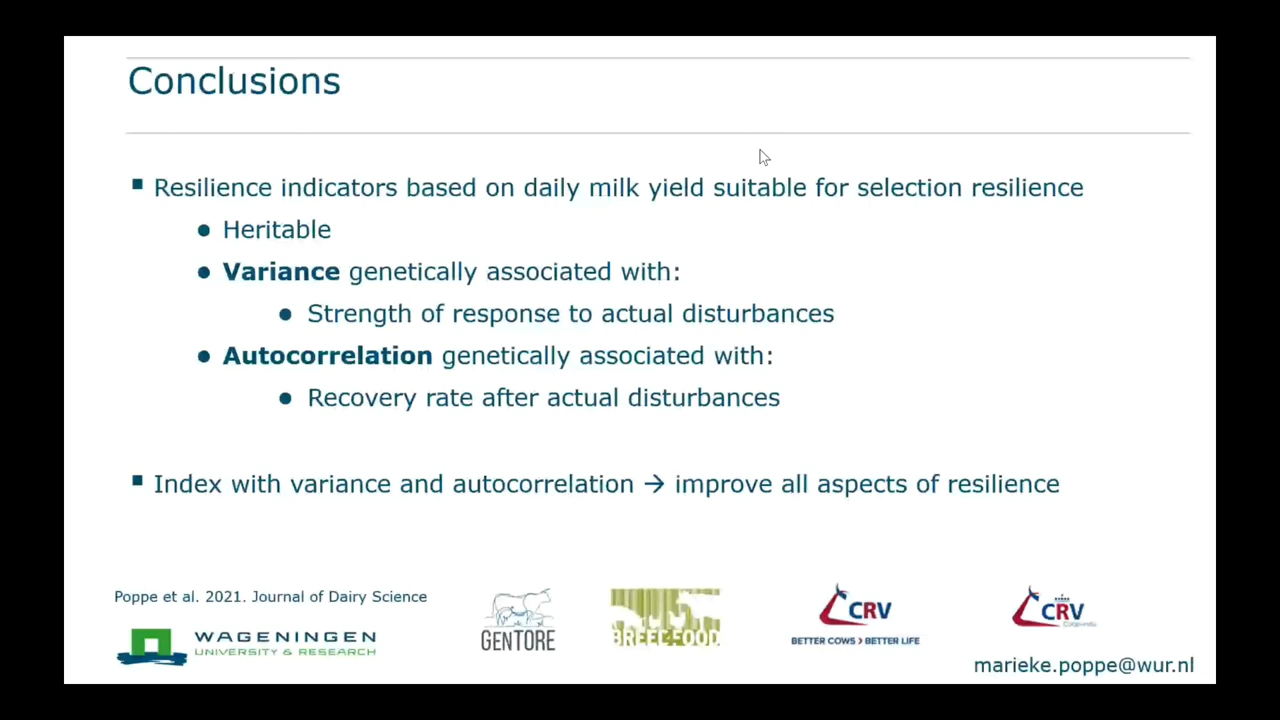 Conclusions
▪ Resilience indicators based on daily milk yield suitable for selection resilience
● Heritable
● Variance genetically associated with:
● Strength of response to actual disturbances
● Autocorrelation genetically associated with:
● Recovery rate after actual disturbances
▪ Index with variance and autocorrelation → improve all aspects of resilience
Poppe et al. 2021. Journal of Dairy Science
WAGENINGEN
UNIVERSITY & RESEARCH
GENTORE
BREED4FOOD
CRV
BETTER COWS > BETTER LIFE
CRV
marieke.poppe@wur.nl